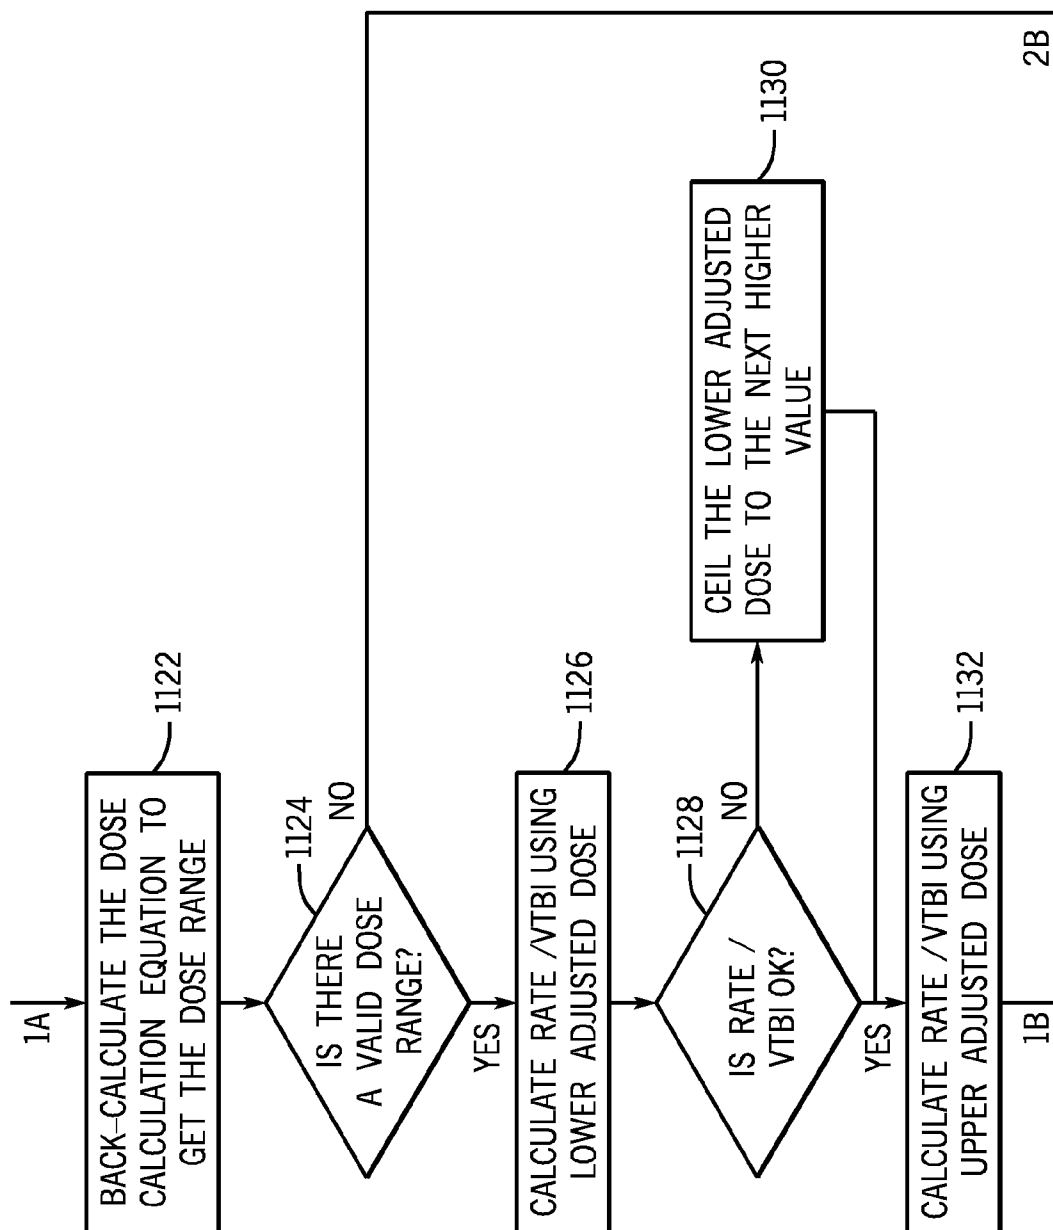 1A
BACK-CALCULATE THE DOSE
CALCULATION EQUATION TO
GET THE DOSE RANGE
1122
IS THERE
A VALID DOSE
RANGE?
1124
NO
YES
CALCULATE RATE /VTBI USING
LOWER ADJUSTED DOSE
1126
IS RATE /
VTBI OK?
1128
NO
YES
CEIL THE LOWER ADJUSTED
DOSE TO THE NEXT HIGHER
VALUE
1130
CALCULATE RATE /VTBI USING
UPPER ADJUSTED DOSE
1132
1B
2B